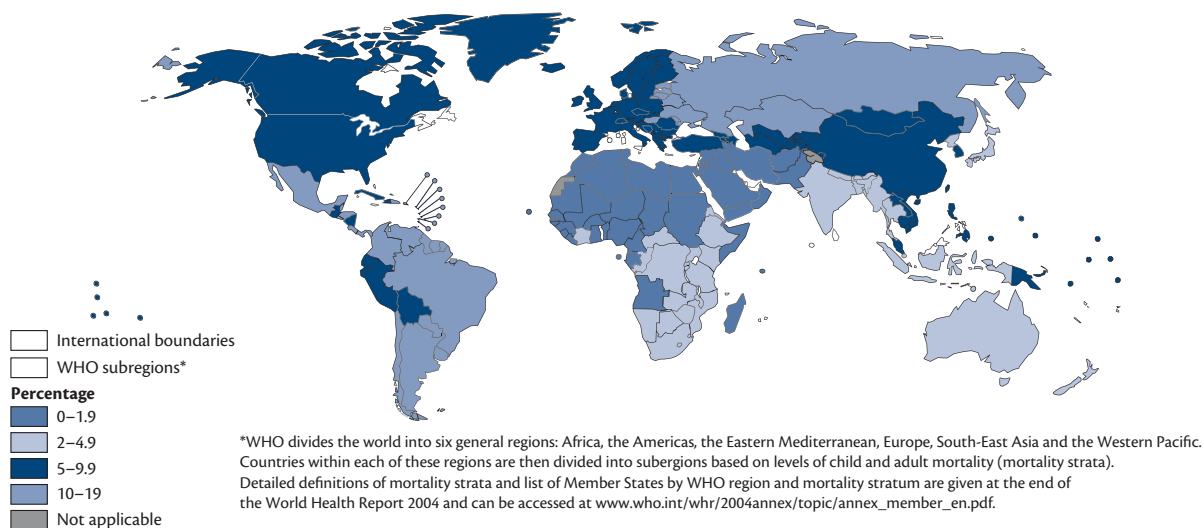 International boundaries
WHO subregions*
Percentage
0–1.9
2–4.9
5–9.9
10–19
Not applicable
*WHO divides the world into six general regions: Africa, the Americas, the Eastern Mediterranean, Europe, South-East Asia and the Western Pacific.
Countries within each of these regions are then divided into subergions based on levels of child and adult mortality (mortality strata).
Detailed definitions of mortality strata and list of Member States by WHO region and mortality stratum are given at the end of
the World Health Report 2004 and can be accessed at www.who.int/whr/2004annex/topic/annex_member_en.pdf.